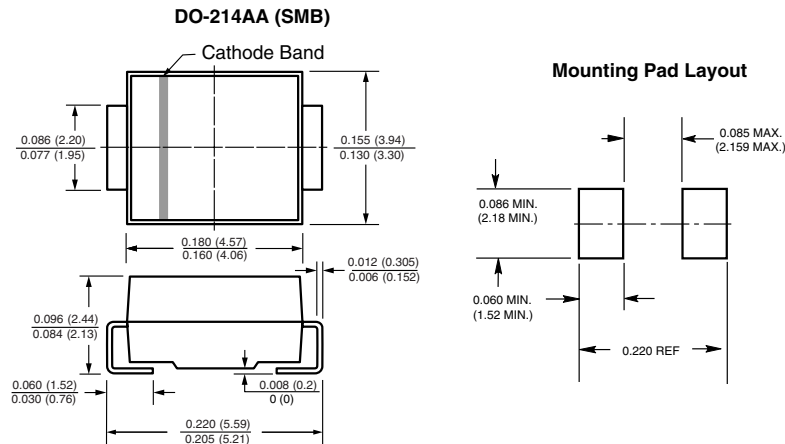 DO-214AA (SMB)
Cathode Band
0.086 (2.20)
0.077 (1.95)
0.155 (3.94)
0.130 (3.30)
0.180 (4.57)
0.160 (4.06)
0.012 (0.305)
0.006 (0.152)
0.096 (2.44)
0.084 (2.13)
0.060 (1.52)
0.030 (0.76)
0.008 (0.2)
0 (0)
0.220 (5.59)
0.205 (5.21)
Mounting Pad Layout
0.085 MAX.
(2.159 MAX.)
0.086 MIN.
(2.18 MIN.)
0.060 MIN.
(1.52 MIN.)
0.220 REF